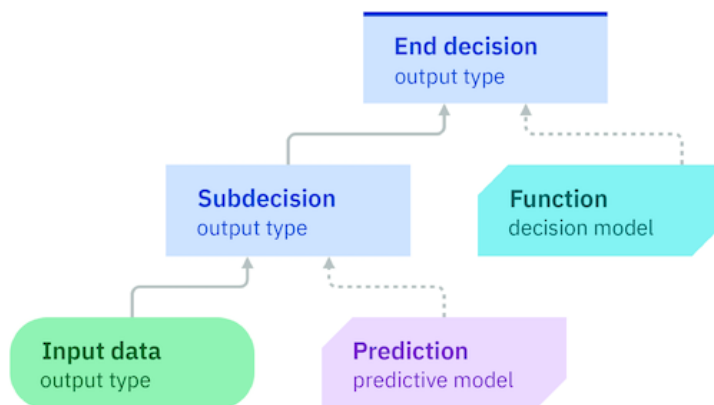 End decision
output type
Subdecision
output type
Function
decision model
Input data
output type
Prediction
predictive model